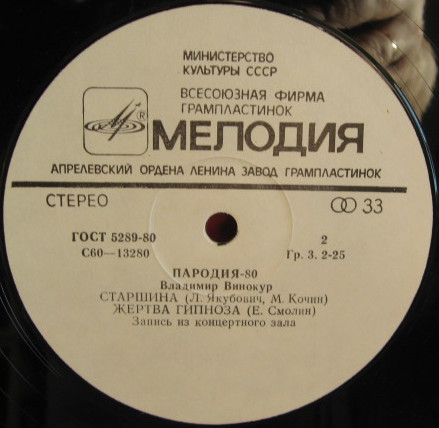 МИНИСТЕРСТВО
КУЛЬТУРЫ СССР
ВСЕСОЮЗНАЯ ФИРМА
ГРАМПЛАСТИНОК
® МЕЛОДИЯ
АПРЕЛЕВСКИЙ ОРДЕНА ЛЕНИНА ЗАВОД ГРАМПЛАСТИНОК
СТЕРЕО 33
ГОСТ 5289-80 2
С60—13280 Гр. 3. 2-25
ПАРОДИЯ-80
Владимир Винокур
СТАРШИНА (Л. Якубович, М. Кочин)
ЖЕРТВА ГИПНОЗА (Е. Смолин)
Запись из концертного зала